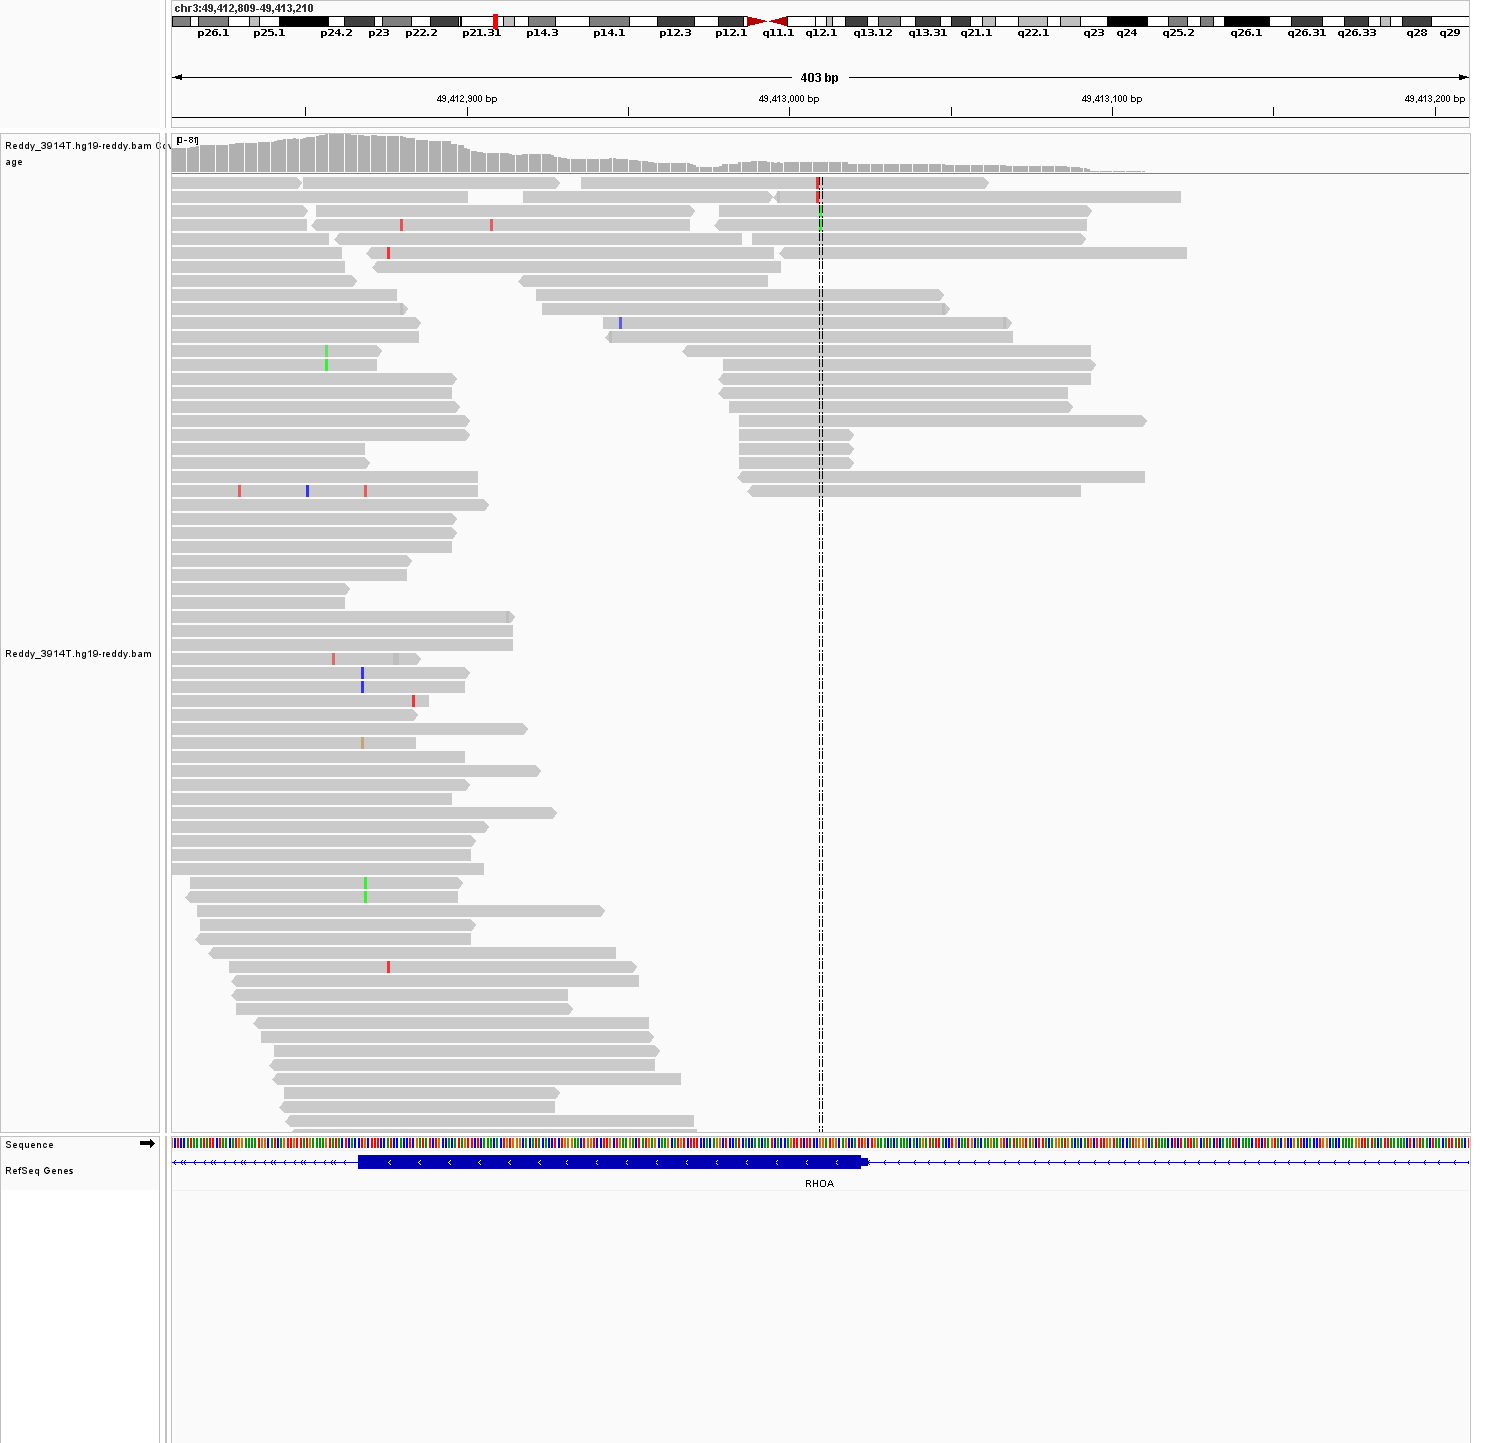 chr3:49,412,809-49,413,210
p26.1 p25.1 p24.2 p23 p22.2 p21.31 p14.3 p14.1 p12.3 p12.1 q11.1 q12.1 q13.12 q13.31 q21.1 q22.1 q23 q24 q25.2 q26.1 q26.31 q26.33 q28 q29
403 bp
49,412,900 bp 49,413,000 bp 49,413,100 bp 49,413,200 bp
Reddy_3914T.hg19-reddy.bam Cov [0-81]
age
Reddy_3914T.hg19-reddy.bam
Sequence
RefSeq Genes
RHOA